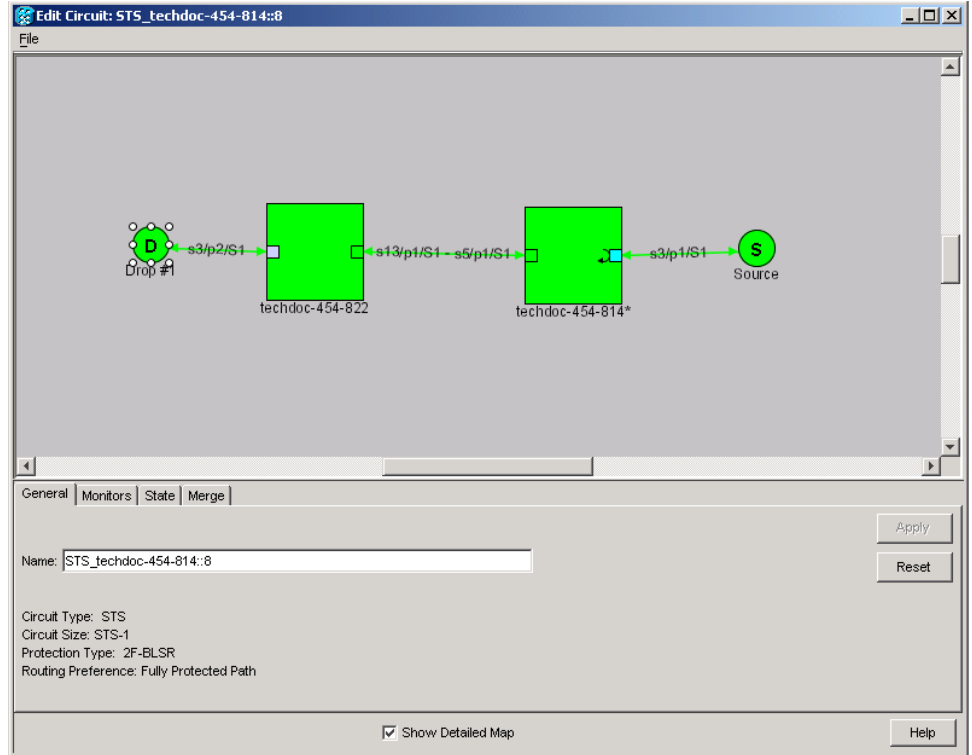 Edit Circuit: STS_techdoc-454-814::8
File
D
s3/p2/S1
s13/p1/S1 - s5/p1/S1
s3/p1/S1
S
Drop #1
Source
techdoc-454-822
techdoc-454-814*
General
Monitors
State
Merge
Apply
Name: STS_techdoc-454-814::8
Reset
Circuit Type: STS
Circuit Size: STS-1
Protection Type: 2F-BLSR
Routing Preference: Fully Protected Path
Show Detailed Map
Help